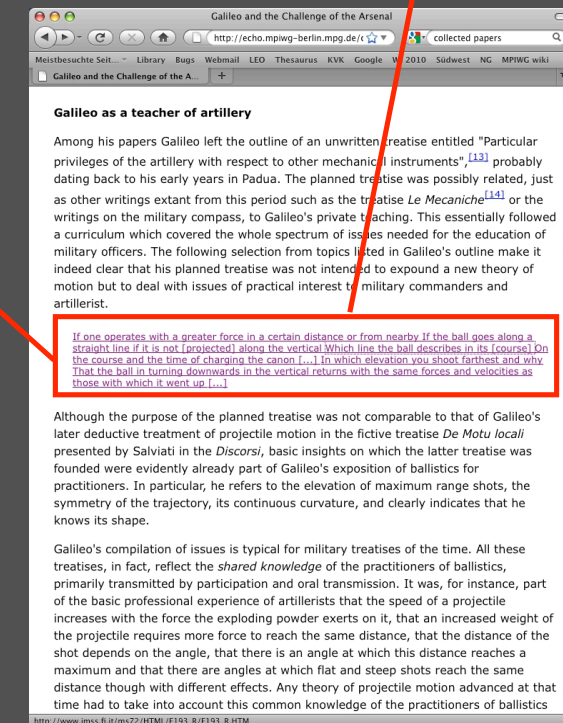 Galileo and the Challenge of the Arsenal
http://echo.mpiwg-berlin.mpg.de/c
collected papers
Meistbesuchte Seit... Library Bugs Webmail LEO Thesaurus KVK Google W 2010 Südwest NG MPIWG wiki
Galileo and the Challenge of the A... +
Galileo as a teacher of artillery
Among his papers Galileo left the outline of an unwritten treatise entitled "Particular
privileges of the artillery with respect to other mechanical instruments",[13] probably
dating back to his early years in Padua. The planned treatise was possibly related, just
as other writings extant from this period such as the treatise Le Mecaniche[14] or the
writings on the military compass, to Galileo's private teaching. This essentially followed
a curriculum which covered the whole spectrum of issues needed for the education of
military officers. The following selection from topics listed in Galileo's outline make it
indeed clear that his planned treatise was not intended to expound a new theory of
motion but to deal with issues of practical interest to military commanders and
artillerist.
If one operates with a greater force in a certain distance or from nearby If the ball goes along a
straight line if it is not [projected] along the vertical Which line the ball describes in its [course] On
the course and the time of charging the canon [...] In which elevation you shoot farthest and why
That the ball in turning downwards in the vertical returns with the same forces and velocities as
those with which it went up [...]
Although the purpose of the planned treatise was not comparable to that of Galileo's
later deductive treatment of projectile motion in the fictive treatise De Motu locali
presented by Salviati in the Discorsi, basic insights on which the latter treatise was
founded were evidently already part of Galileo's exposition of ballistics for
practitioners. In particular, he refers to the elevation of maximum range shots, the
symmetry of the trajectory, its continuous curvature, and clearly indicates that he
knows its shape.
Galileo's compilation of issues is typical for military treatises of the time. All these
treatises, in fact, reflect the shared knowledge of the practitioners of ballistics,
primarily transmitted by participation and oral transmission. It was, for instance, part
of the basic professional experience of artillerists that the speed of a projectile
increases with the force the exploding powder exerts on it, that an increased weight of
the projectile requires more force to reach the same distance, that the distance of the
shot depends on the angle, that there is an angle at which this distance reaches a
maximum and that there are angles at which flat and steep shots reach the same
distance though with different effects. Any theory of projectile motion advanced at that
time had to take into account this common knowledge of the practitioners of ballistics
http://www.imss.fi.it/ms72/HTML/F193_R/F193_R.HTM